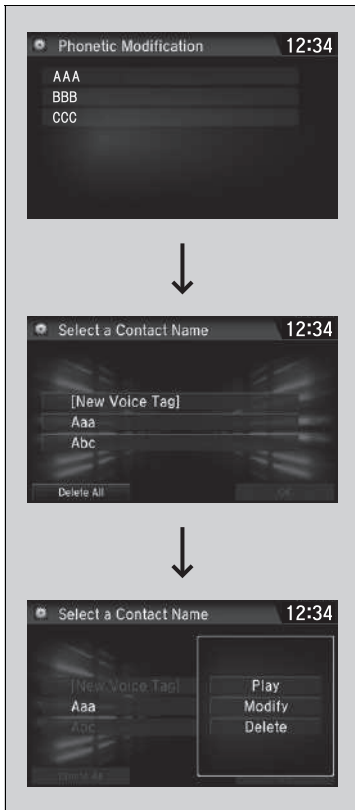 Phonetic Modification 12:34
AAA
BBB
CCC
Select a Contact Name 12:34
[New Voice Tag]
Aaa
Abc
Delete All OK
Select a Contact Name 12:34
[New Voice Tag] Play
Aaa Modify
Abc Delete
Delete All